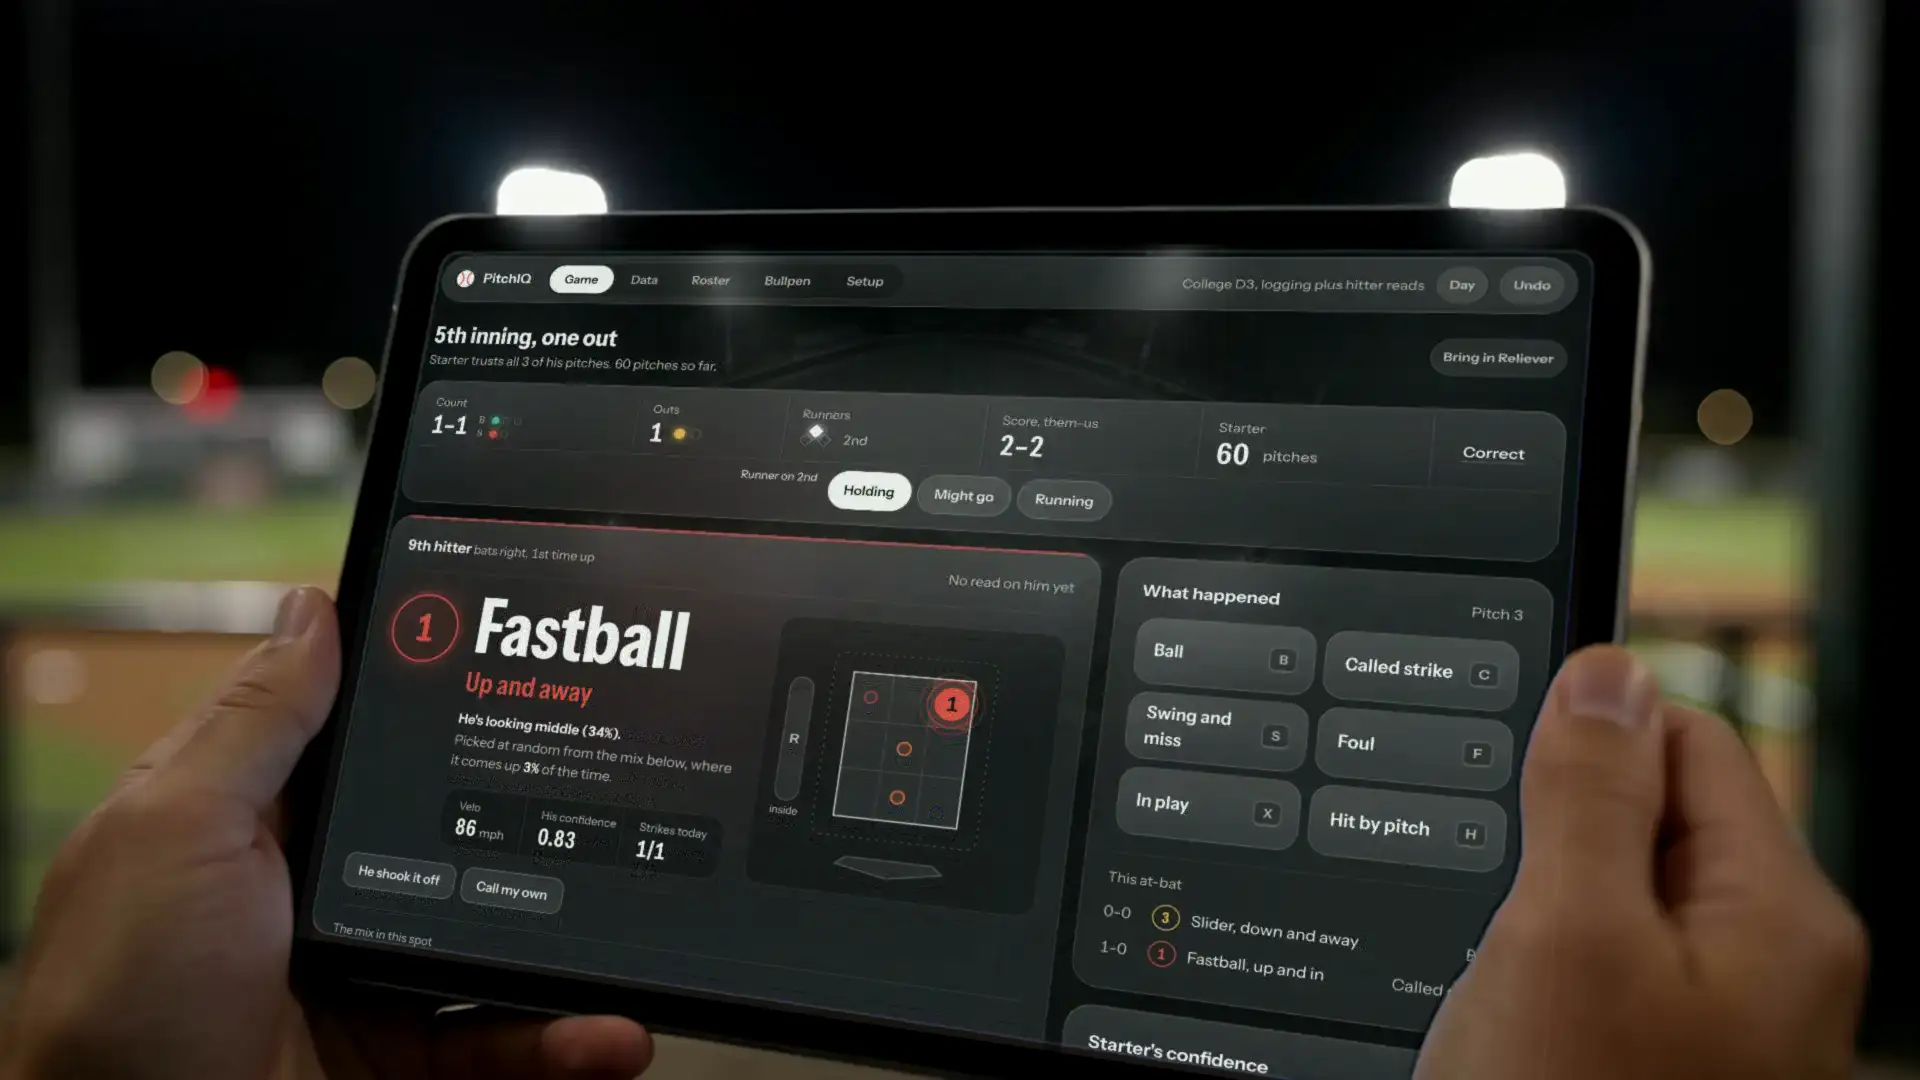 PitchIQ
Game
Data
Roster
Bullpen
Setup
College D3, logging plus hitter reads
Day
Undo
5th inning, one out
Starter trusts all 3 of his pitches. 60 pitches so far.
Bring in Reliever
Count
1-1
B
S
Outs
1
Runners
2nd
Score, them-us
2-2
Starter
60 pitches
Correct
Runner on 2nd
Holding
Might go
Running
9th hitter bats right, 1st time up
No read on him yet
1
Fastball
Up and away
He's looking middle (34%).
Picked at random from the mix below, where
it comes up 3% of the time.
Velo
86 mph
His confidence
0.83
Strikes today
1/1
He shook it off
Call my own
The mix in this spot
R
inside
1
What happened
Pitch 3
Ball B
Called strike C
Swing and
miss S
Foul F
In play X
Hit by pitch H
This at-bat
0-0 3 Slider, down and away
1-0 1 Fastball, up and in
Called
Starter's confidence